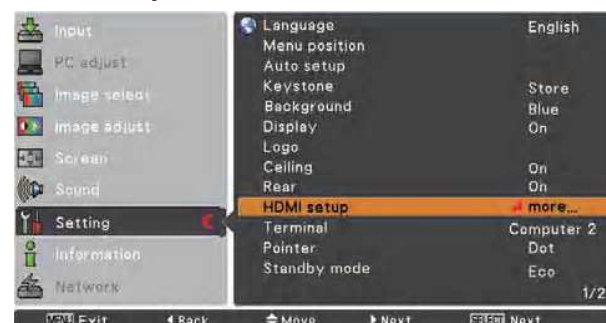 Input
PC adjust
Image select
Image adjust
Screen
Sound
Setting
Information
Network
Language English
Menu position
Auto setup
Keystone Store
Background Blue
Display On
Logo
Ceiling On
Rear On
HDMI setup more...
Terminal Computer 2
Pointer Dot
Standby mode Eco
1/2
MENU Exit ◀Back ◆Move ▶Next SELECT Next